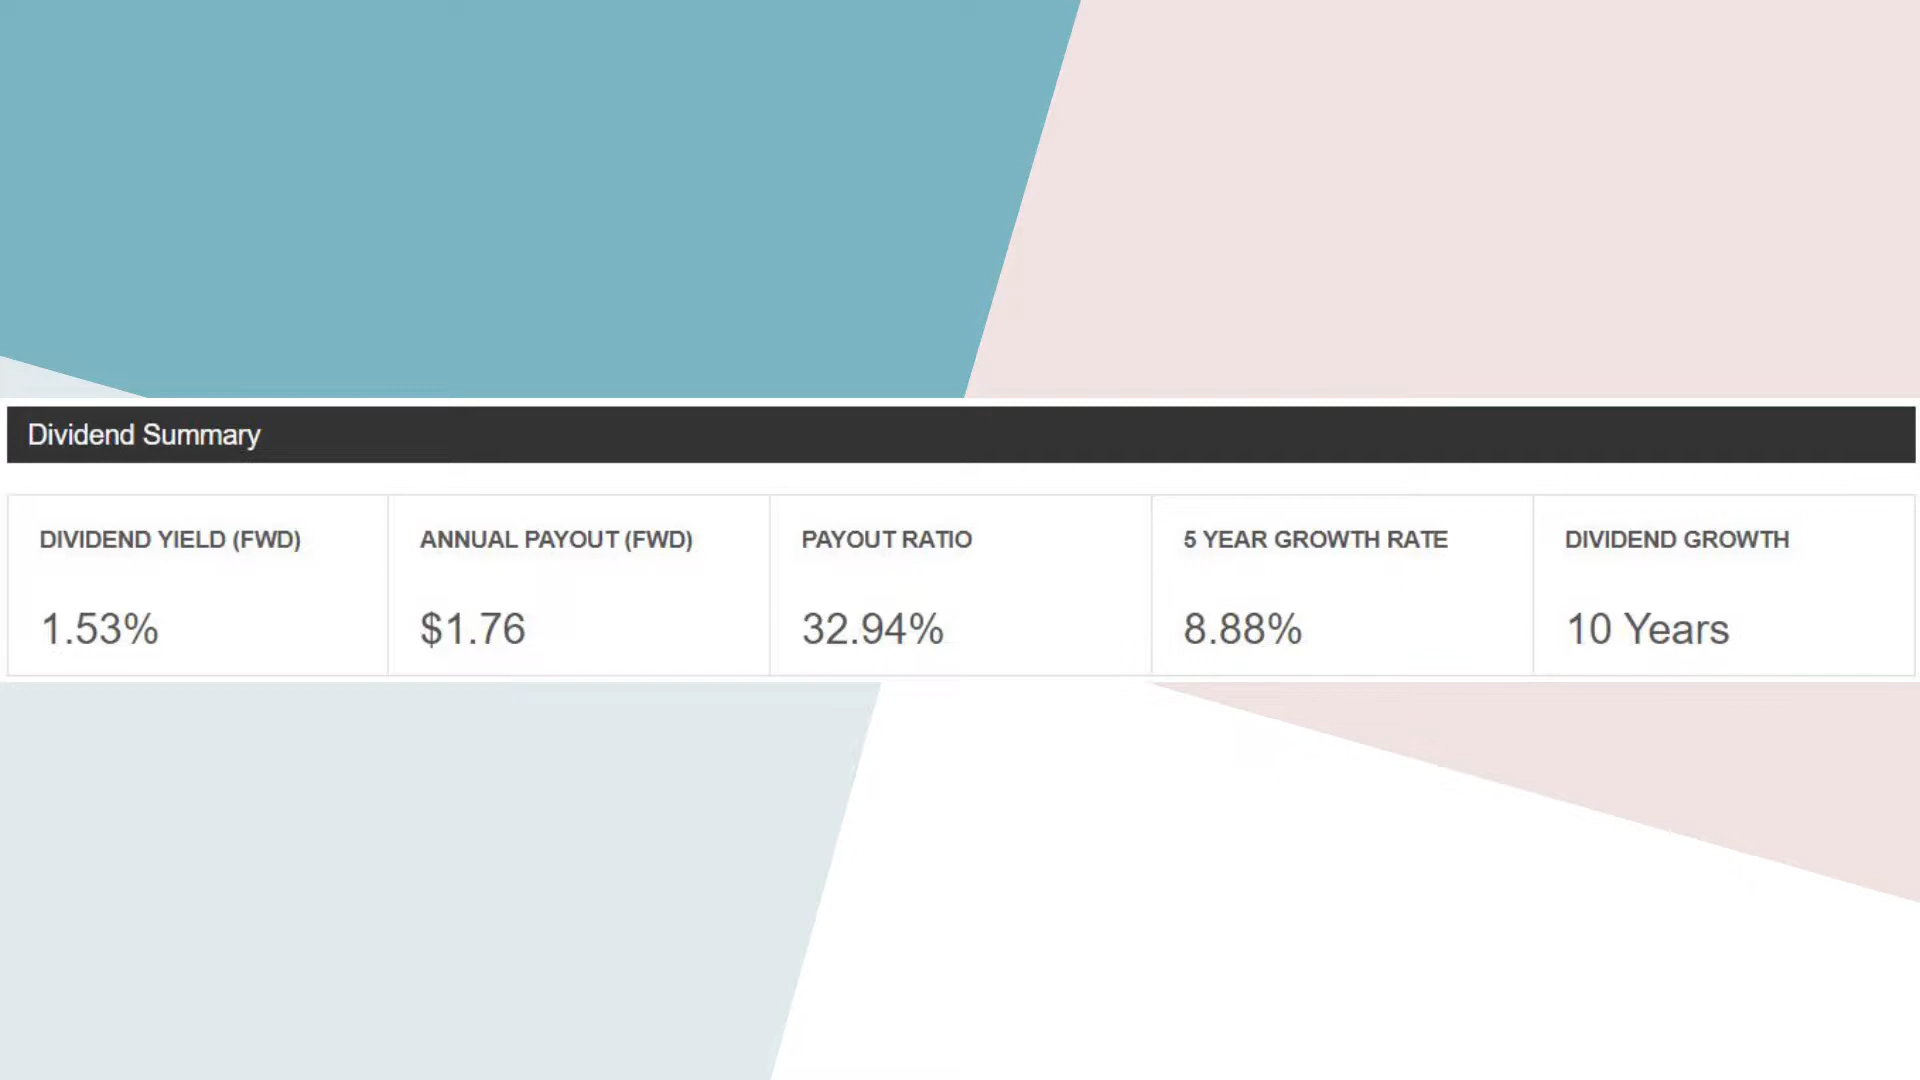 Dividend Summary
DIVIDEND YIELD (FWD)
1.53%
ANNUAL PAYOUT (FWD)
$1.76
PAYOUT RATIO
32.94%
5 YEAR GROWTH RATE
8.88%
DIVIDEND GROWTH
10 Years